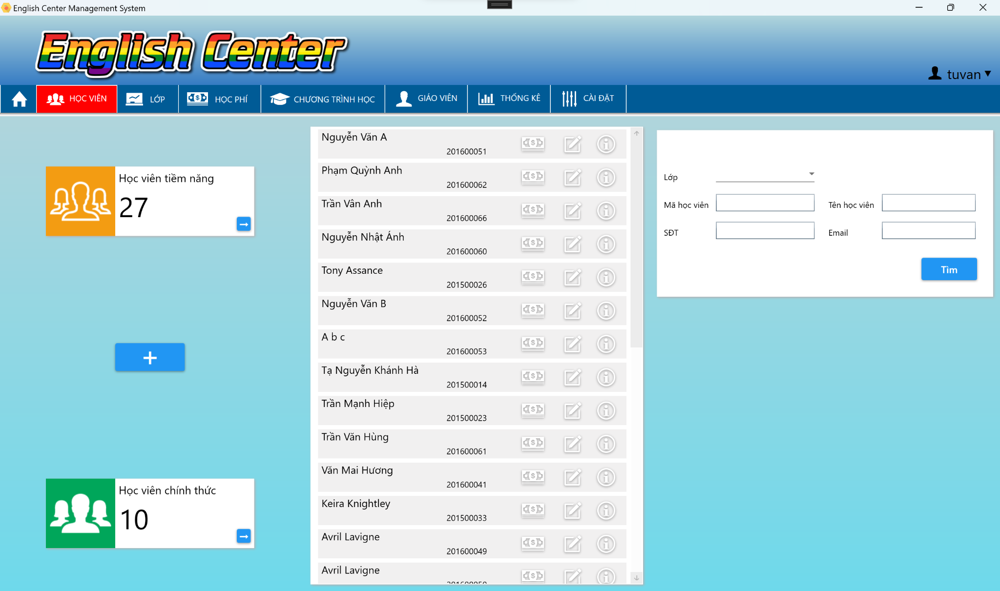 English Center Management System
English Center
tuvan
HỌC VIÊN
LỚP
HỌC PHÍ
CHƯƠNG TRÌNH HỌC
GIÁO VIÊN
THỐNG KÊ
CÀI ĐẶT
Học viên tiềm năng
27
Học viên chính thức
10
Nguyễn Văn A
201600051
Phạm Quỳnh Anh
201600062
Trần Vân Anh
201600066
Nguyễn Nhật Ánh
201600060
Tony Assance
201500026
Nguyễn Văn B
201600052
A b c
201600053
Tạ Nguyễn Khánh Hà
201500014
Trần Mạnh Hiệp
201500023
Trần Văn Hùng
201600061
Văn Mai Hương
201600041
Keira Knightley
201500033
Avril Lavigne
201600049
Avril Lavigne
Lớp
Mã học viên
Tên học viên
SĐT
Email
Tìm